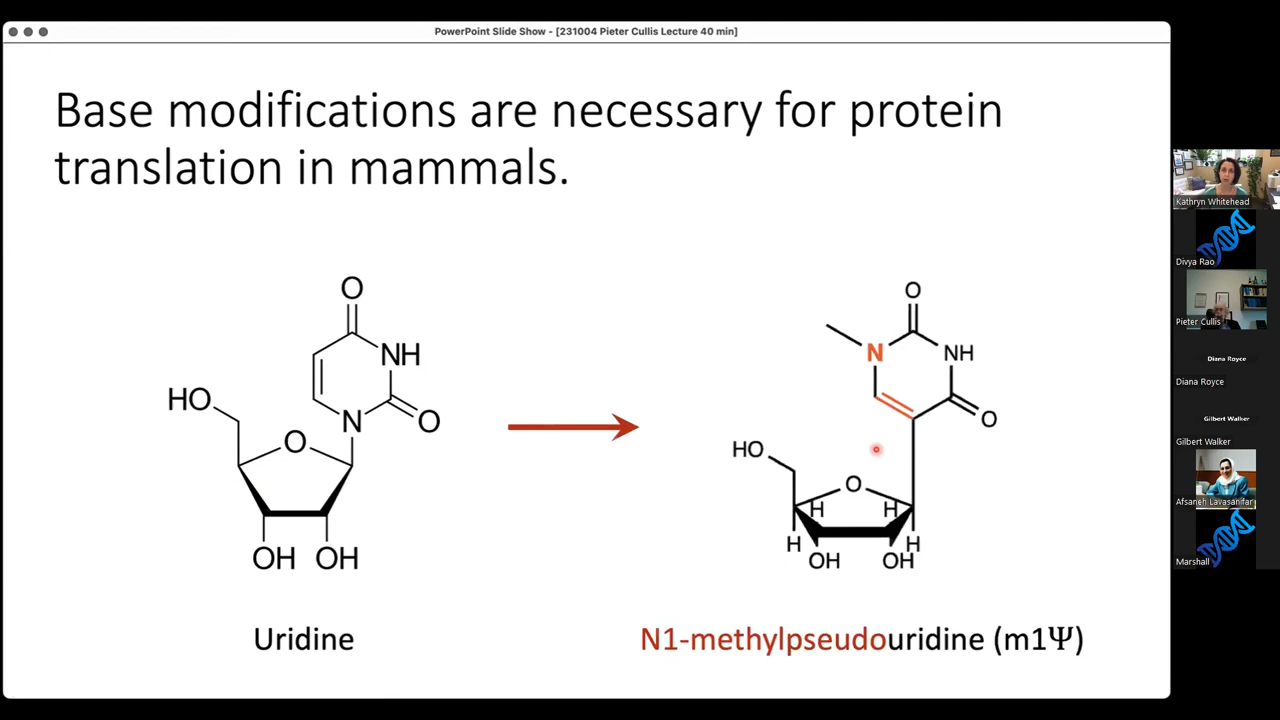 PowerPoint Slide Show - [231004 Pieter Cullis Lecture 40 min]
Base modifications are necessary for protein
translation in mammals.
O
NH
O
N
HO
O
OH OH
Uridine
O
N
NH
O
HO
O
H H
H H
OH OH
N1-methylpseudouridine (m1Ψ)
Kathryn Whitehead
Divya Rao
Pieter Cullis
Diana Royce
Diana Royce
Gilbert Walker
Gilbert Walker
Afsaneh Lavasanifar
Marshall